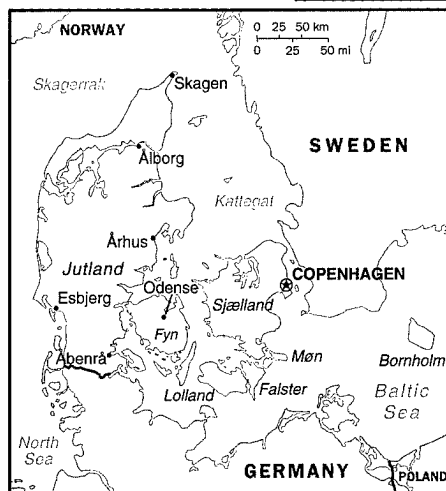 NORWAY
0 25 50 km
0 25 50 mi
Skagerrak
Skagen
Ålborg
SWEDEN
Kattegat
Århus
Jutland
COPENHAGEN
Odense
Sjælland
Esbjerg
Fyn
Møn
Bornholm
Åbenrå
Lolland
Falster
Baltic
Sea
North
Sea
GERMANY
POLAND